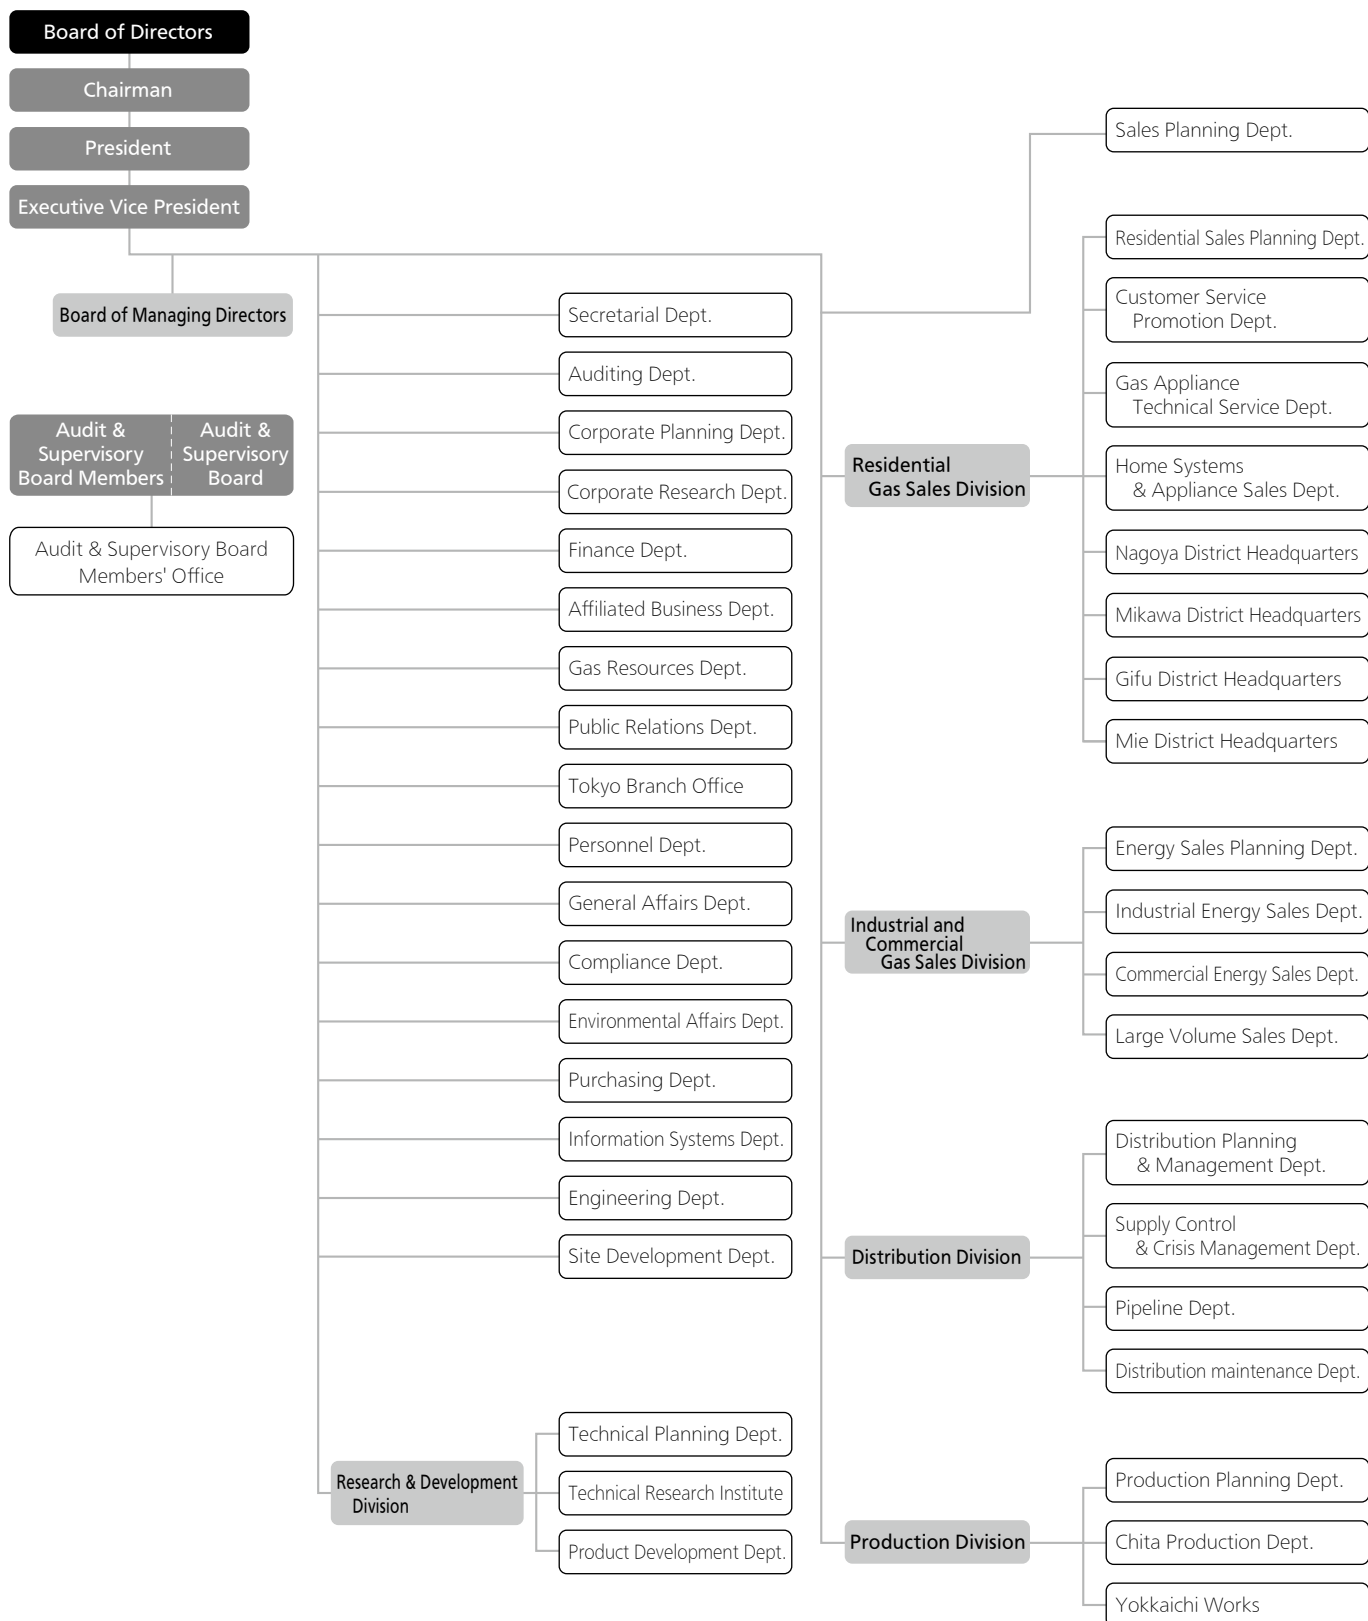 Board of Directors
Chairman
President
Executive Vice President
Board of Managing Directors
Audit &
Supervisory
Board Members
Audit &
Supervisory
Board
Audit & Supervisory Board
Members' Office
Secretarial Dept.
Auditing Dept.
Corporate Planning Dept.
Corporate Research Dept.
Finance Dept.
Affiliated Business Dept.
Gas Resources Dept.
Public Relations Dept.
Tokyo Branch Office
Personnel Dept.
General Affairs Dept.
Compliance Dept.
Environmental Affairs Dept.
Purchasing Dept.
Information Systems Dept.
Engineering Dept.
Site Development Dept.
Research & Development
Division
Technical Planning Dept.
Technical Research Institute
Product Development Dept.
Sales Planning Dept.
Residential
Gas Sales Division
Residential Sales Planning Dept.
Customer Service
Promotion Dept.
Gas Appliance
Technical Service Dept.
Home Systems
& Appliance Sales Dept.
Nagoya District Headquarters
Mikawa District Headquarters
Gifu District Headquarters
Mie District Headquarters
Industrial and
Commercial
Gas Sales Division
Energy Sales Planning Dept.
Industrial Energy Sales Dept.
Commercial Energy Sales Dept.
Large Volume Sales Dept.
Distribution Division
Distribution Planning
& Management Dept.
Supply Control
& Crisis Management Dept.
Pipeline Dept.
Distribution maintenance Dept.
Production Division
Production Planning Dept.
Chita Production Dept.
Yokkaichi Works